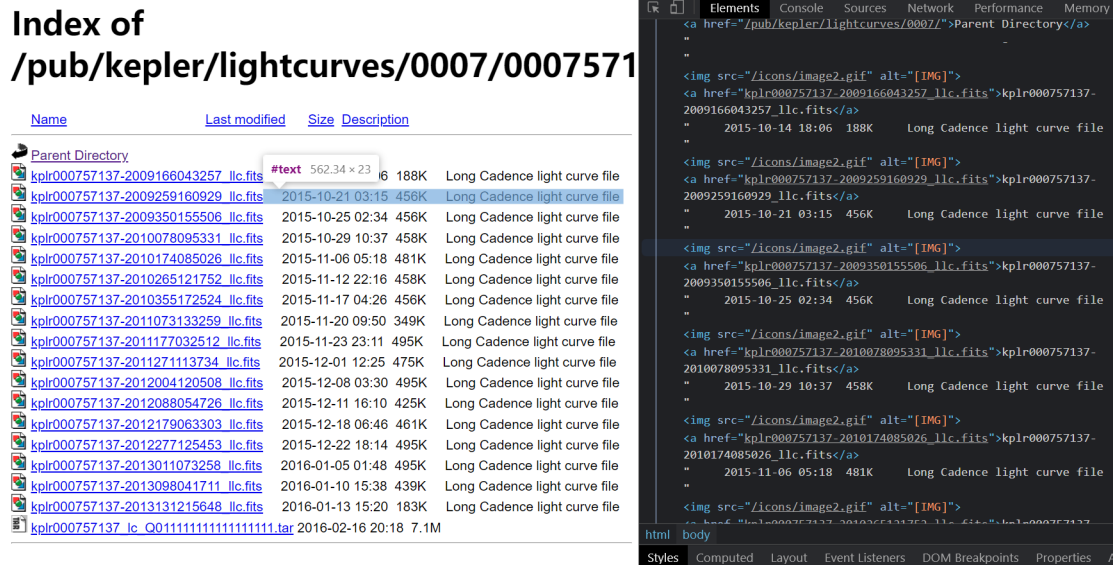 Index of
/pub/kepler/lightcurves/0007/0007571
Name Last modified Size Description
Parent Directory
#text 562.34 × 23
kplr000757137-2009166043257_llc.fits 6 188K Long Cadence light curve file
kplr000757137-2009259160929_llc.fits 2015-10-21 03:15 456K Long Cadence light curve file
kplr000757137-2009350155506_llc.fits 2015-10-25 02:34 456K Long Cadence light curve file
kplr000757137-2010078095331_llc.fits 2015-10-29 10:37 458K Long Cadence light curve file
kplr000757137-2010174085026_llc.fits 2015-11-06 05:18 481K Long Cadence light curve file
kplr000757137-2010265121752_llc.fits 2015-11-12 22:16 458K Long Cadence light curve file
kplr000757137-2010355172524_llc.fits 2015-11-17 04:26 456K Long Cadence light curve file
kplr000757137-2011073133259_llc.fits 2015-11-20 09:50 349K Long Cadence light curve file
kplr000757137-2011177032512_llc.fits 2015-11-23 23:11 495K Long Cadence light curve file
kplr000757137-2011271113734_llc.fits 2015-12-01 12:25 475K Long Cadence light curve file
kplr000757137-2012004120508_llc.fits 2015-12-08 03:30 495K Long Cadence light curve file
kplr000757137-2012088054726_llc.fits 2015-12-11 16:10 425K Long Cadence light curve file
kplr000757137-2012179063303_llc.fits 2015-12-18 06:46 461K Long Cadence light curve file
kplr000757137-2012277125453_llc.fits 2015-12-22 18:14 495K Long Cadence light curve file
kplr000757137-2013011073258_llc.fits 2016-01-05 01:48 495K Long Cadence light curve file
kplr000757137-2013098041711_llc.fits 2016-01-10 15:38 439K Long Cadence light curve file
kplr000757137-2013131215648_llc.fits 2016-01-13 15:20 183K Long Cadence light curve file
kplr000757137_lc_Q011111111111111111.tar 2016-02-16 20:18 7.1M
Elements Console Sources Network Performance Memory
<a href="/pub/kepler/lightcurves/0007/">Parent Directory</a>
" -
"
<img src="/icons/image2.gif" alt="[IMG]">
<a href="kplr000757137-2009166043257_llc.fits">kplr000757137-
2009166043257_llc.fits</a>
" 2015-10-14 18:06 188K Long Cadence light curve file
"
<img src="/icons/image2.gif" alt="[IMG]">
<a href="kplr000757137-2009259160929_llc.fits">kplr000757137-
2009259160929_llc.fits</a>
" 2015-10-21 03:15 456K Long Cadence light curve file
"
<img src="/icons/image2.gif" alt="[IMG]">
<a href="kplr000757137-2009350155506_llc.fits">kplr000757137-
2009350155506_llc.fits</a>
" 2015-10-25 02:34 456K Long Cadence light curve file
"
<img src="/icons/image2.gif" alt="[IMG]">
<a href="kplr000757137-2010078095331_llc.fits">kplr000757137-
2010078095331_llc.fits</a>
" 2015-10-29 10:37 458K Long Cadence light curve file
"
<img src="/icons/image2.gif" alt="[IMG]">
<a href="kplr000757137-2010174085026_llc.fits">kplr000757137-
2010174085026_llc.fits</a>
" 2015-11-06 05:18 481K Long Cadence light curve file
"
<img src="/icons/image2.gif" alt="[IMG]">
<a href="kplr000757137-2010265121752_llc.fits">kplr000757137-
html body
Styles Computed Layout Event Listeners DOM Breakpoints Properties